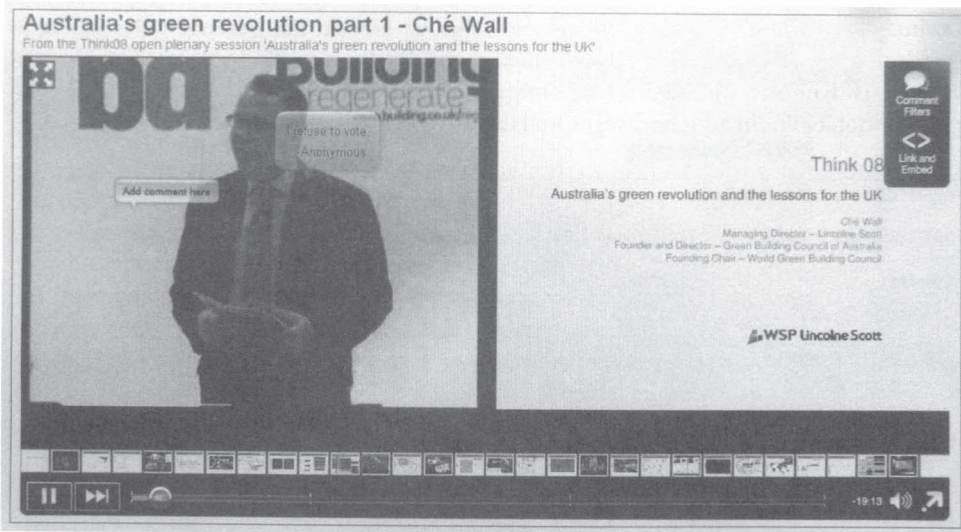 Australia's green revolution part 1 - Ché Wall
From the Think08 open plenary session 'Australia's green revolution and the lessons for the UK'
bd
Building
regenerate
building.co.uk/reg
I refuse to vote
-Anonymous
Add comment here
Comment
Filters
<>
Link and
Embed
Think 08
Australia's green revolution and the lessons for the UK
Ché Wall
Managing Director – Lincolne Scott
Founder and Director – Green Building Council of Australia
Founding Chair – World Green Building Council
WSP Lincolne Scott
-19:13